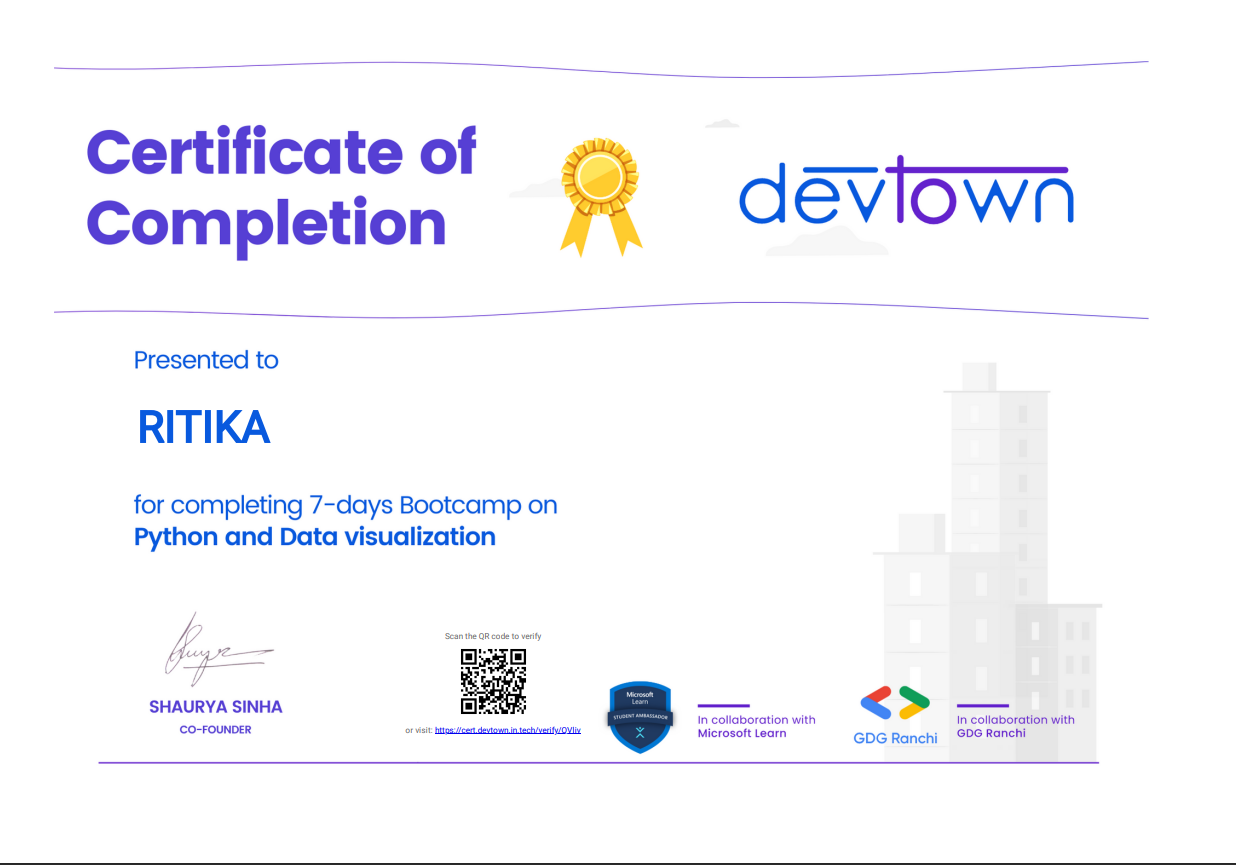 Certificate of
Completion
devtown
Presented to
RITIKA
for completing 7-days Bootcamp on
Python and Data visualization
SHAURYA SINHA
CO-FOUNDER
Scan the QR code to verify
or visit: https://cert.devtown.in.tech/verify/
Microsoft
Learn
STUDENT AMBASSADOR
In collaboration with
Microsoft Learn
GDG Ranchi
In collaboration with
GDG Ranchi